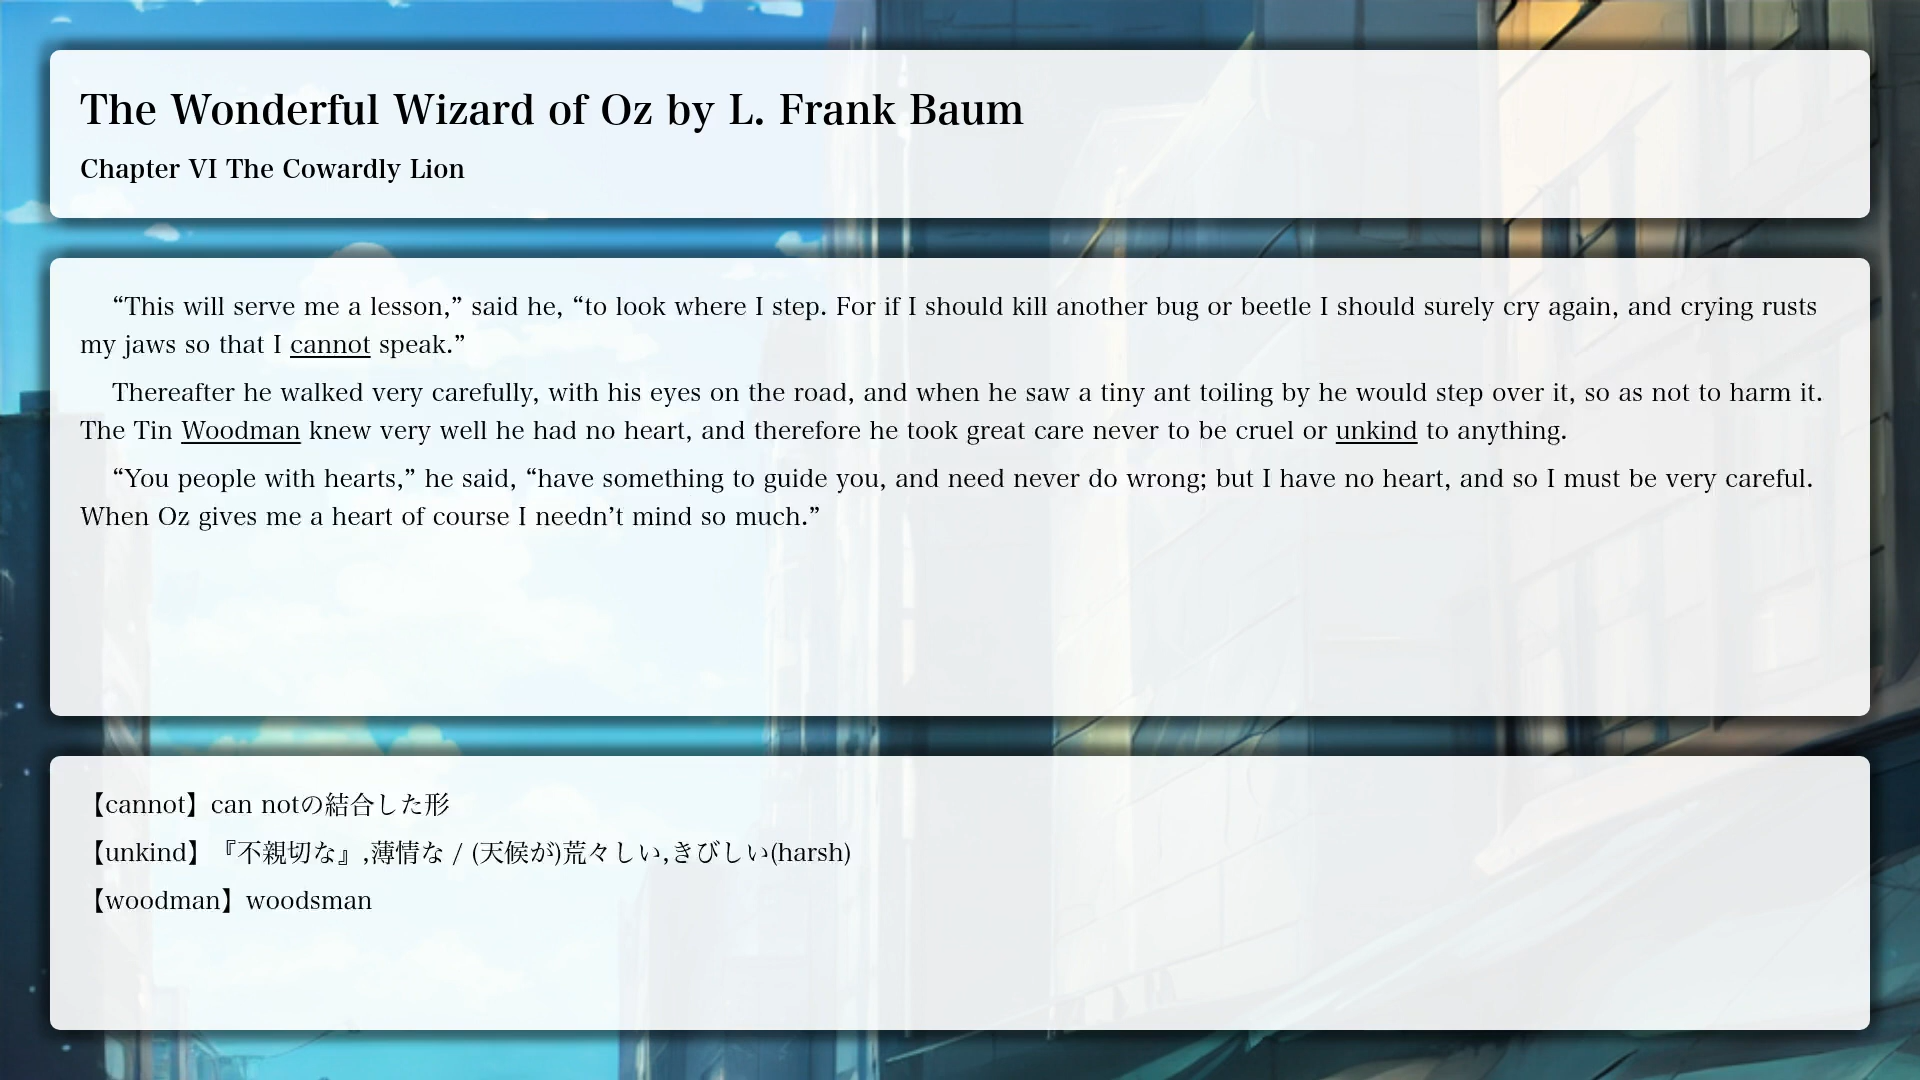 The Wonderful Wizard of Oz by L. Frank Baum
Chapter VI The Cowardly Lion
“This will serve me a lesson,” said he, “to look where I step. For if I should kill another bug or beetle I should surely cry again, and crying rusts
my jaws so that I cannot speak.”
Thereafter he walked very carefully, with his eyes on the road, and when he saw a tiny ant toiling by he would step over it, so as not to harm it.
The Tin Woodman knew very well he had no heart, and therefore he took great care never to be cruel or unkind to anything.
“You people with hearts,” he said, “have something to guide you, and need never do wrong; but I have no heart, and so I must be very careful.
When Oz gives me a heart of course I needn’t mind so much.”
【cannot】can notの結合した形
【unkind】『不親切な』,薄情な / (天候が)荒々しい,きびしい(harsh)
【woodman】woodsman